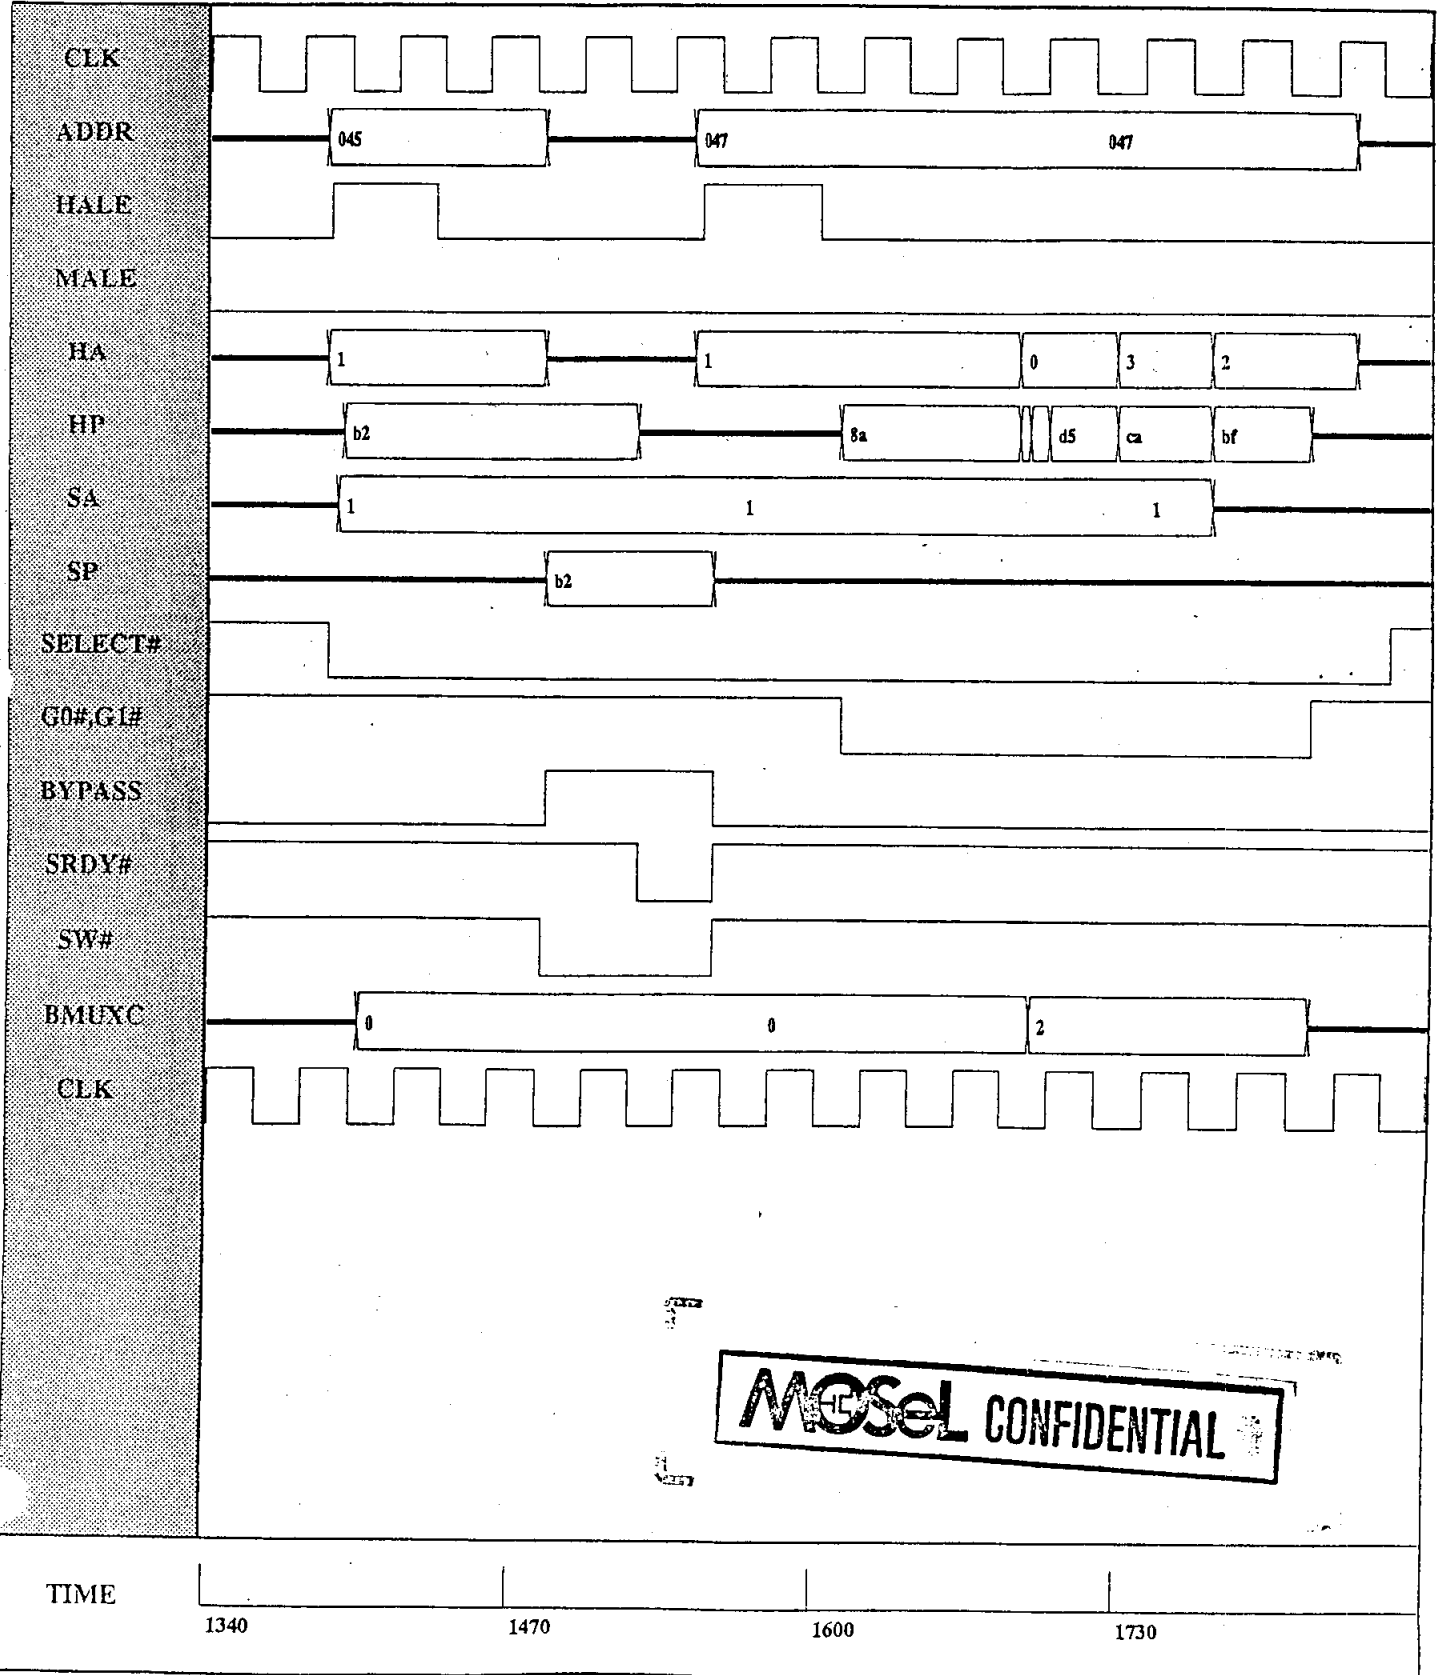 CLK
ADDR 045 047 047
HALE
MALE
HA 1 1 0 3 2
HP b2 8a d5 ca bf
SA 1 1 1
SP b2
SELECT#
G0#,G1#
BYPASS
SRDY#
SW#
BMUXC 0 0 2
CLK
MOSEL CONFIDENTIAL
TIME
1340 1470 1600 1730